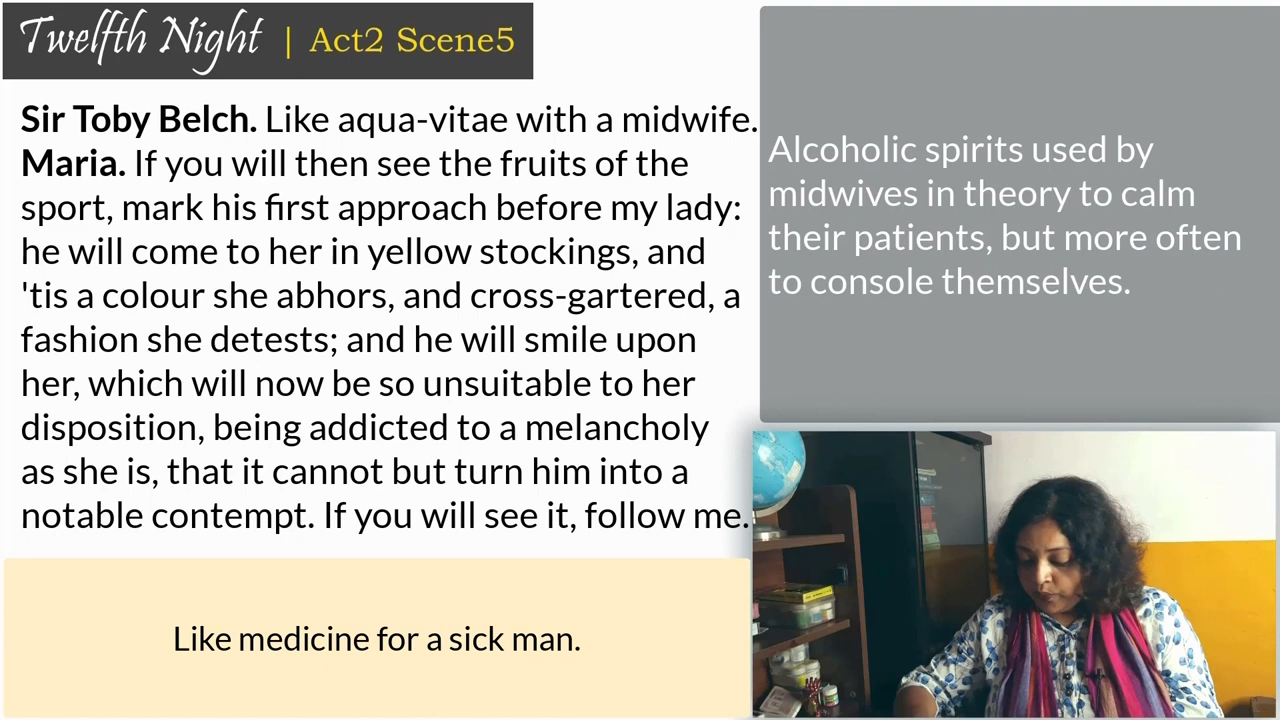 Twelfth Night | Act2 Scene5
Sir Toby Belch. Like aqua-vitae with a midwife.
Maria. If you will then see the fruits of the
sport, mark his first approach before my lady:
he will come to her in yellow stockings, and
'tis a colour she abhors, and cross-gartered, a
fashion she detests; and he will smile upon
her, which will now be so unsuitable to her
disposition, being addicted to a melancholy
as she is, that it cannot but turn him into a
notable contempt. If you will see it, follow me.
Alcoholic spirits used by
midwives in theory to calm
their patients, but more often
to console themselves.
Like medicine for a sick man.